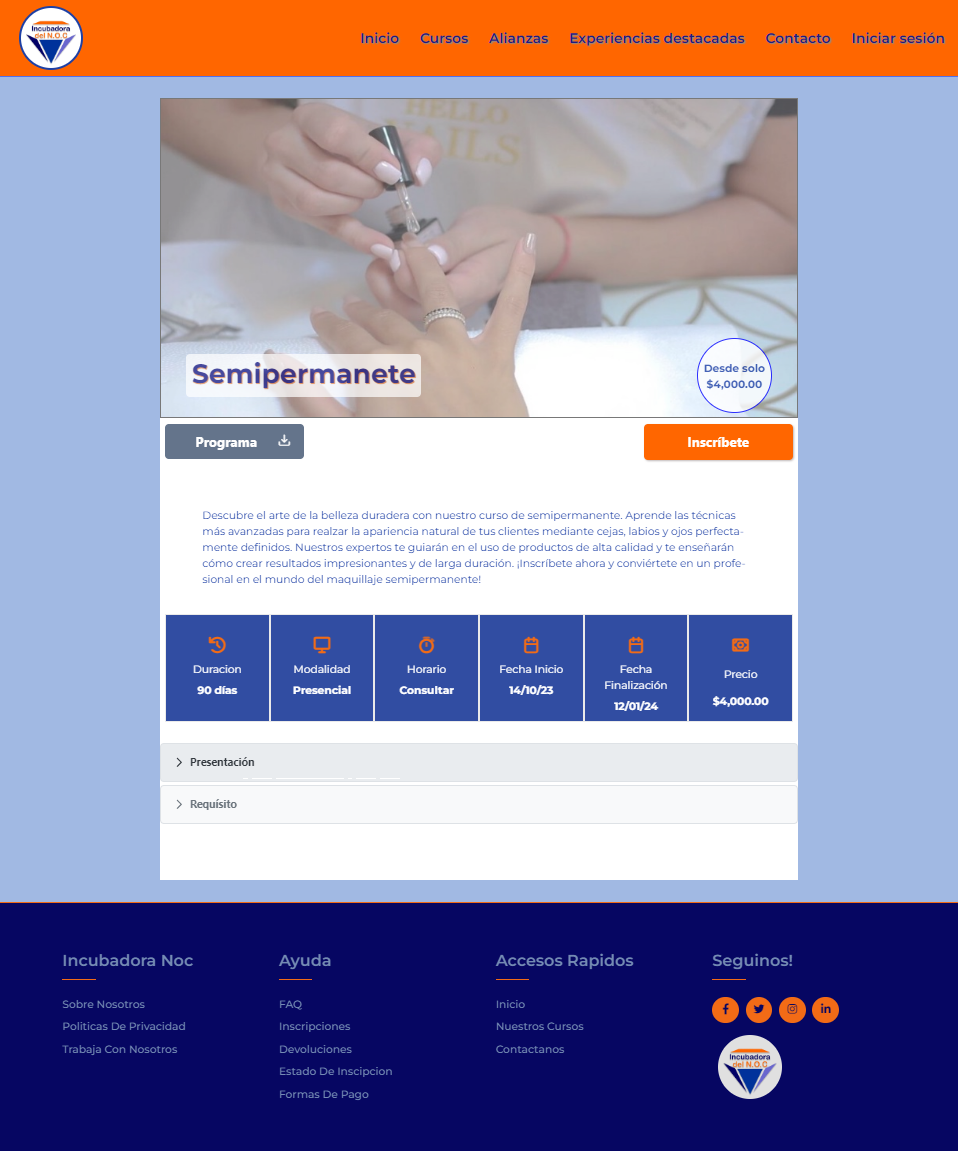 Incubadora
del N.O.C
Inicio Cursos Alianzas Experiencias destacadas Contacto Iniciar sesión
HELLO
NAILS
Semipermanete
Desde solo
$4,000.00
Programa
Inscríbete
Descubre el arte de la belleza duradera con nuestro curso de semipermanente. Aprende las técnicas
más avanzadas para realzar la apariencia natural de tus clientes mediante cejas, labios y ojos perfecta-
mente definidos. Nuestros expertos te guiarán en el uso de productos de alta calidad y te enseñarán
cómo crear resultados impresionantes y de larga duración. ¡Inscríbete ahora y conviértete en un profe-
sional en el mundo del maquillaje semipermanente!
Duracion
90 días
Modalidad
Presencial
Horario
Consultar
Fecha Inicio
14/10/23
Fecha
Finalización
12/01/24
Precio
$4,000.00
Presentación
Requísito
Incubadora Noc
Sobre Nosotros
Politicas De Privacidad
Trabaja Con Nosotros
Ayuda
FAQ
Inscripciones
Devoluciones
Estado De Inscipcion
Formas De Pago
Accesos Rapidos
Inicio
Nuestros Cursos
Contactanos
Seguinos!
Incubadora
del N.O.C